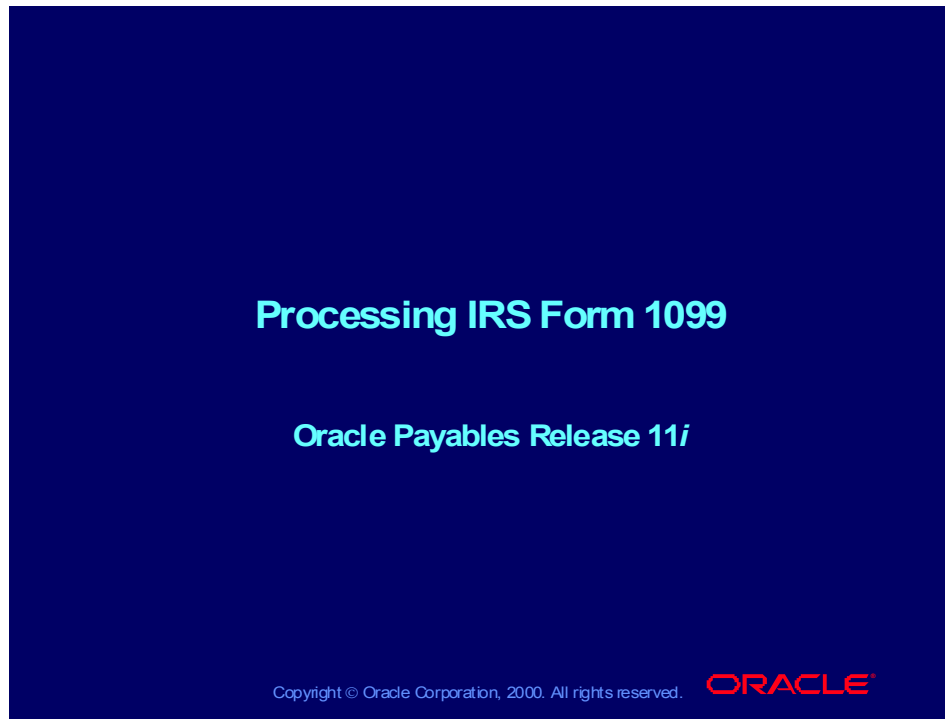 Processing IRS Form 1099
Oracle Payables Release 11i
Copyright © Oracle Corporation, 2000. All rights reserved.
ORACLE®